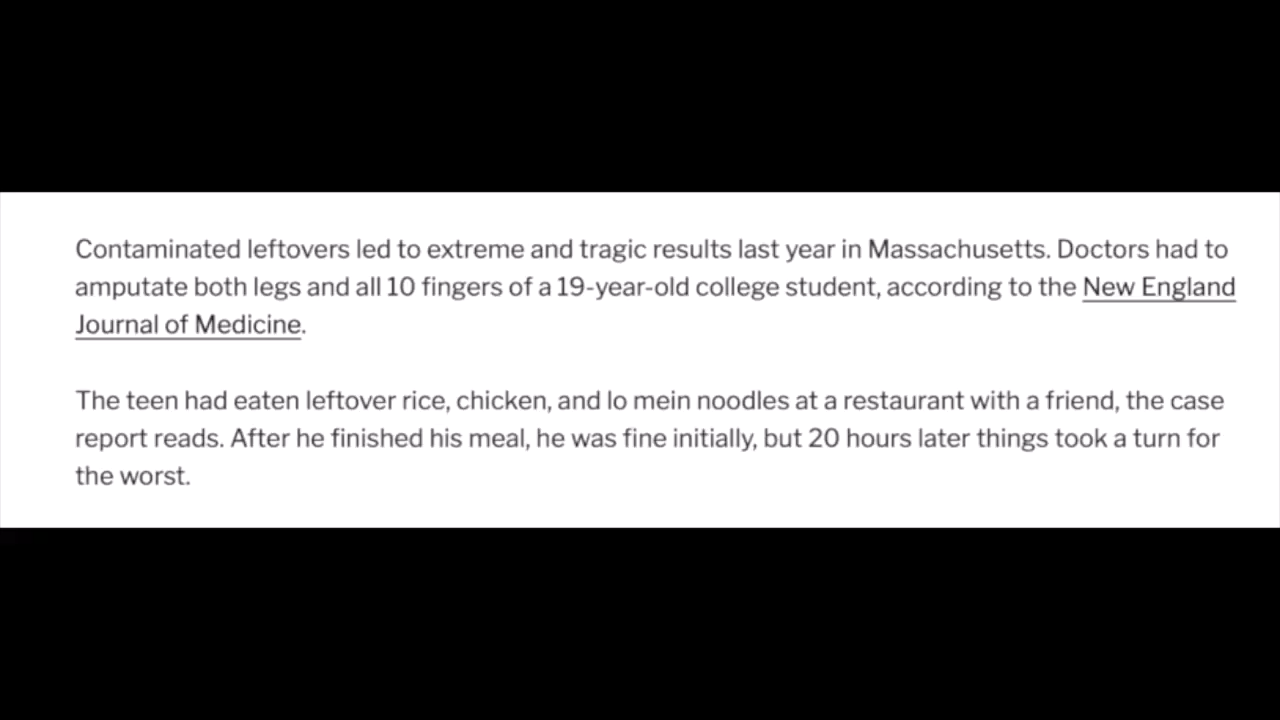 Contaminated leftovers led to extreme and tragic results last year in Massachusetts. Doctors had to
amputate both legs and all 10 fingers of a 19-year-old college student, according to the New England
Journal of Medicine.
The teen had eaten leftover rice, chicken, and lo mein noodles at a restaurant with a friend, the case
report reads. After he finished his meal, he was fine initially, but 20 hours later things took a turn for
the worst.